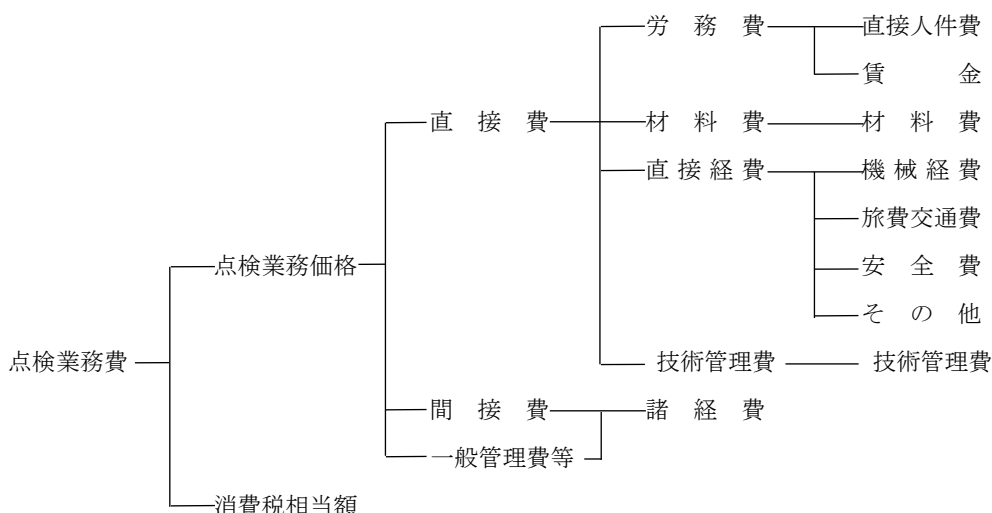 労務費 直接人件費
賃金
直接費 材料費 材料費
直接経費 機械経費
旅費交通費
点検業務価格 安全費
その他
点検業務費 技術管理費 技術管理費
間接費 諸経費
一般管理費等
消費税相当額